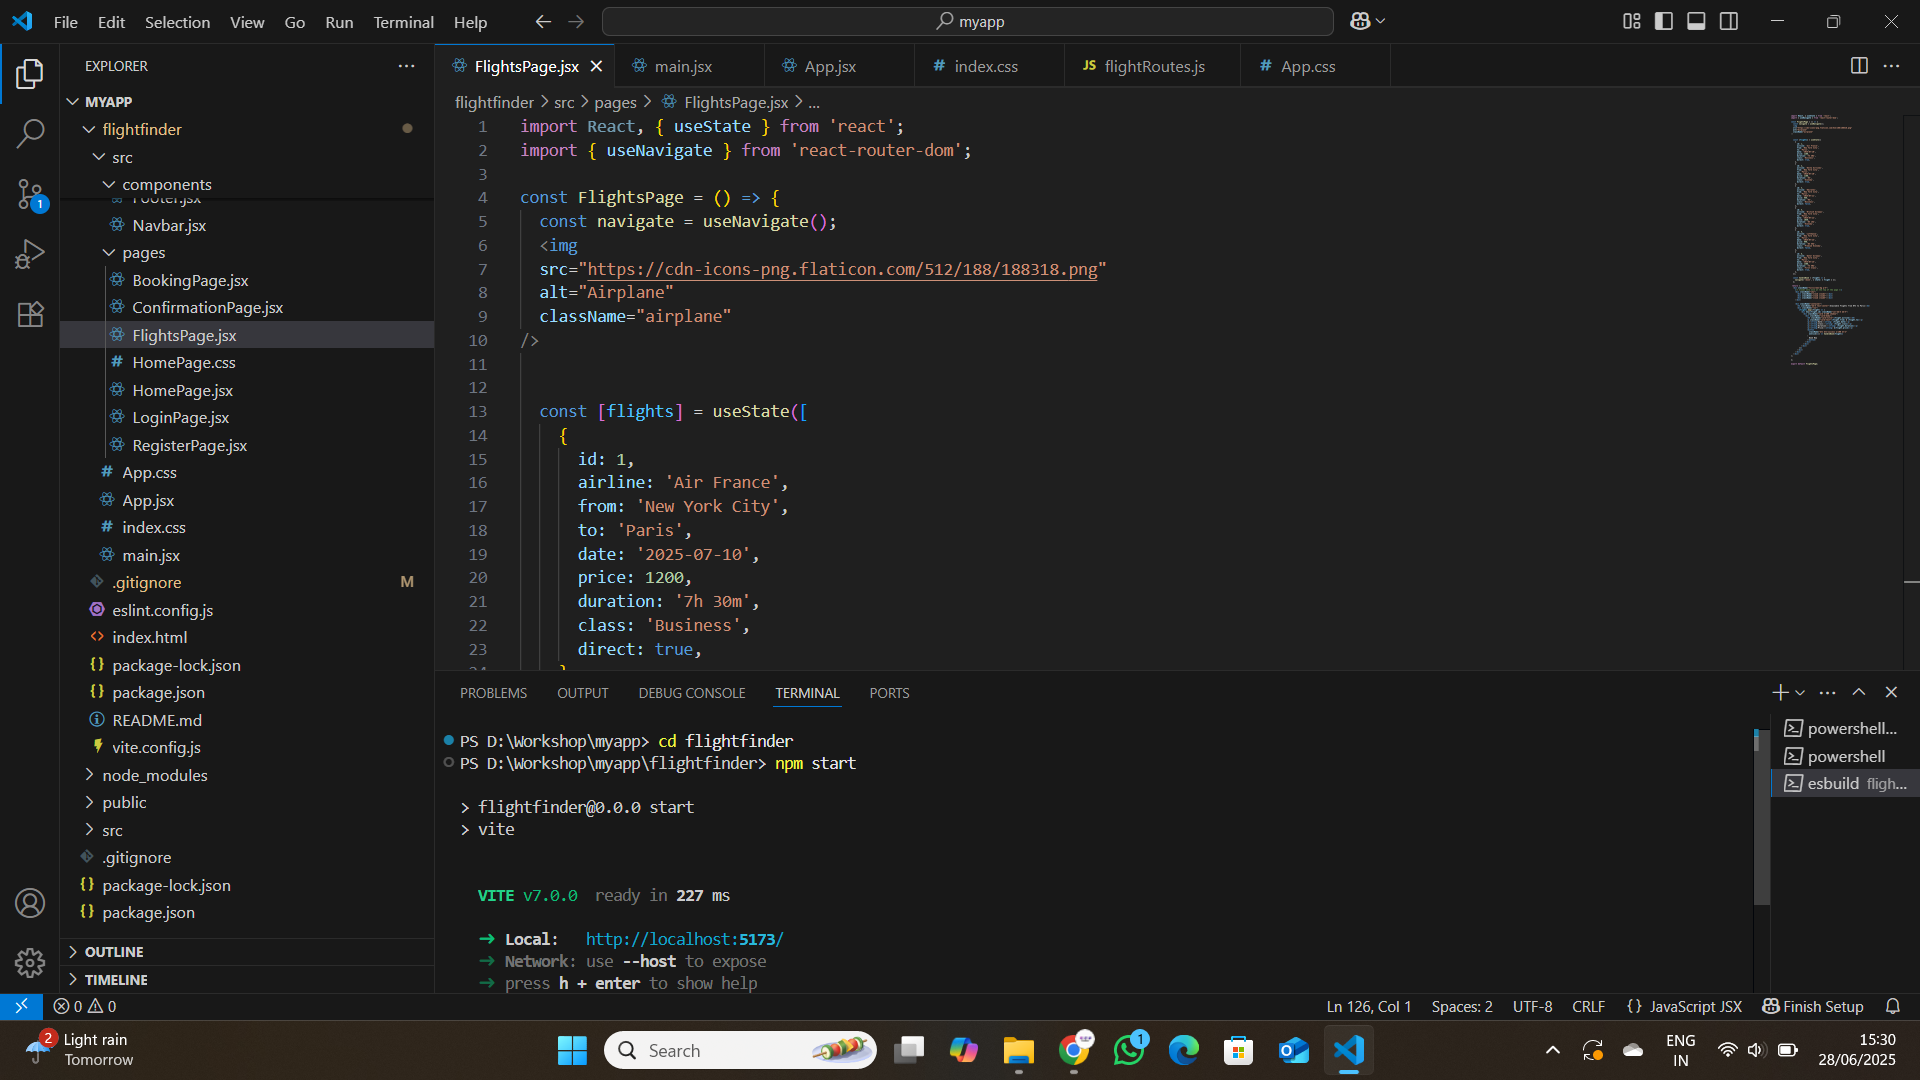 File Edit Selection View Go Run Terminal Help
myapp
EXPLORER
MYAPP
flightfinder
src
components
Footer.jsx
Navbar.jsx
pages
BookingPage.jsx
ConfirmationPage.jsx
FlightsPage.jsx
HomePage.css
HomePage.jsx
LoginPage.jsx
RegisterPage.jsx
App.css
App.jsx
index.css
main.jsx
.gitignore M
eslint.config.js
index.html
package-lock.json
package.json
README.md
vite.config.js
node_modules
public
src
.gitignore
package-lock.json
package.json
OUTLINE
TIMELINE
FlightsPage.jsx main.jsx App.jsx index.css JS flightRoutes.js App.css
flightfinder > src > pages > FlightsPage.jsx > ...
1 import React, { useState } from 'react';
2 import { useNavigate } from 'react-router-dom';
3
4 const FlightsPage = () => {
5 const navigate = useNavigate();
6 <img
7 src="https://cdn-icons-png.flaticon.com/512/188/188318.png"
8 alt="Airplane"
9 className="airplane"
10 />
11
12
13 const [flights] = useState([
14 {
15 id: 1,
16 airline: 'Air France',
17 from: 'New York City',
18 to: 'Paris',
19 date: '2025-07-10',
20 price: 1200,
21 duration: '7h 30m',
22 class: 'Business',
23 direct: true,
PROBLEMS OUTPUT DEBUG CONSOLE TERMINAL PORTS
PS D:\Workshop\myapp> cd flightfinder
PS D:\Workshop\myapp\flightfinder> npm start
> flightfinder@0.0.0 start
> vite
VITE v7.0.0 ready in 227 ms
➜ Local: http://localhost:5173/
➜ Network: use --host to expose
➜ press h + enter to show help
powershell...
powershell
esbuild fligh...
1
0 0
Ln 126, Col 1 Spaces: 2 UTF-8 CRLF {} JavaScript JSX Finish Setup
2
Light rain
Tomorrow
Search
1
ENG
IN
15:30
28/06/2025